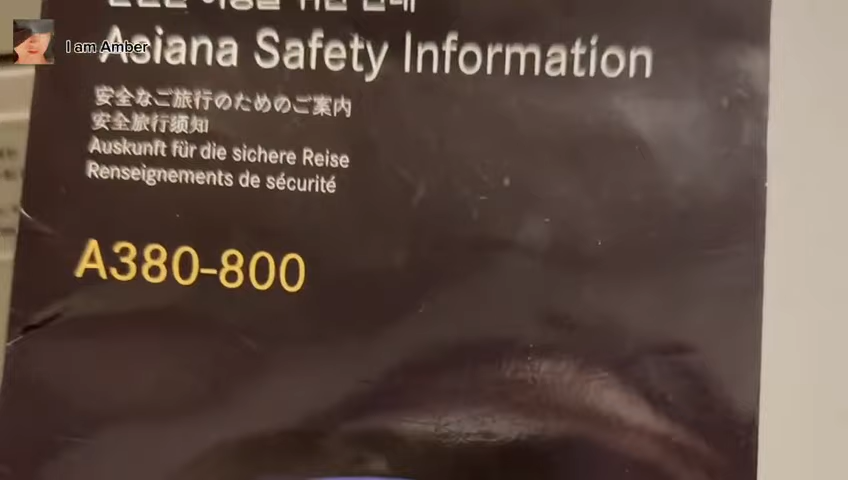 I am Amber
Asiana Safety Information
安全なご旅行のためのご案内
安全旅行须知
Auskunft für die sichere Reise
Renseignements de sécurité
A380-800